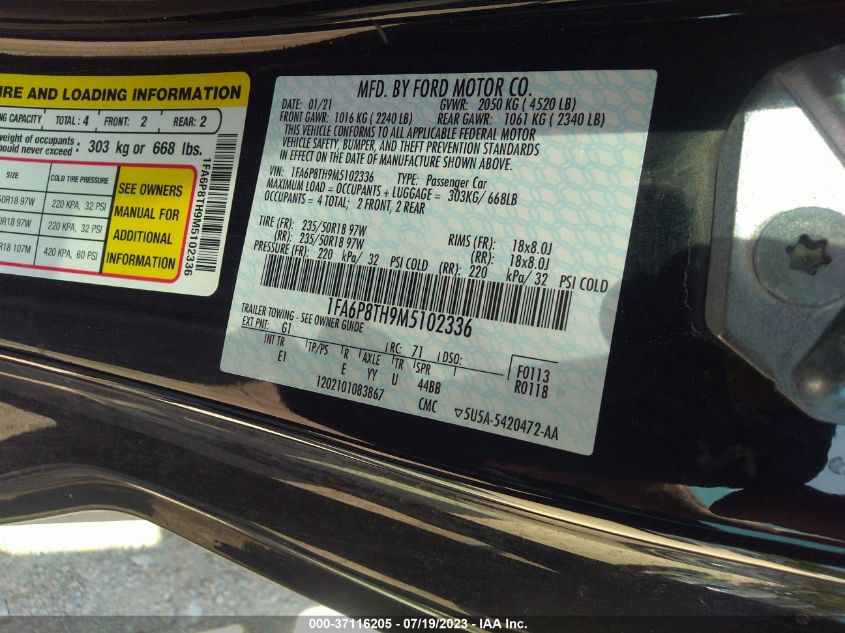 IRE AND LOADING INFORMATION
NG CAPACITY TOTAL: 4 FRONT: 2 REAR: 2
weight of occupants
ould never exceed: 303 kg or 668 lbs.
SIZE COLD TIRE PRESSURE
50R18 97W 220 KPA, 32 PSI
0R18 97W 220 KPA, 32 PSI
R18 107M 420 KPA, 60 PSI
SEE OWNERS
MANUAL FOR
ADDITIONAL
INFORMATION
1FA6P8TH9M5102336
MFD. BY FORD MOTOR CO.
DATE: 01/21 GVWR: 2050 KG ( 4520 LB)
FRONT GAWR: 1016 KG ( 2240 LB) REAR GAWR: 1061 KG ( 2340 LB)
THIS VEHICLE CONFORMS TO ALL APPLICABLE FEDERAL MOTOR
VEHICLE SAFETY, BUMPER, AND THEFT PREVENTION STANDARDS
IN EFFECT ON THE DATE OF MANUFACTURE SHOWN ABOVE.
VIN: 1FA6P8TH9M5102336 TYPE: Passenger Car
MAXIMUM LOAD = OCCUPANTS + LUGGAGE = 303KG/ 668LB
OCCUPANTS = 4 TOTAL; 2 FRONT, 2 REAR
TIRE (FR): 235/50R18 97W RIMS (FR): 18x8.0J
(RR): 235/50R18 97W (RR): 18x8.0J
PRESSURE (FR): 220 kPa/ 32 PSI COLD (RR): 220 kPa/ 32 PSI COLD
1FA6P8TH9M5102336
TRAILER TOWING - SEE OWNER GUIDE
EXT PNT: G1 RC: 71 DSO:
INT TR TP/PS R AXLE TR SPR F0113
EI E YY U 44BB R0118
1202101083867 CMC ▽5U5A-5420472-AA
000-37116205 - 07/19/2023 - IAA Inc.